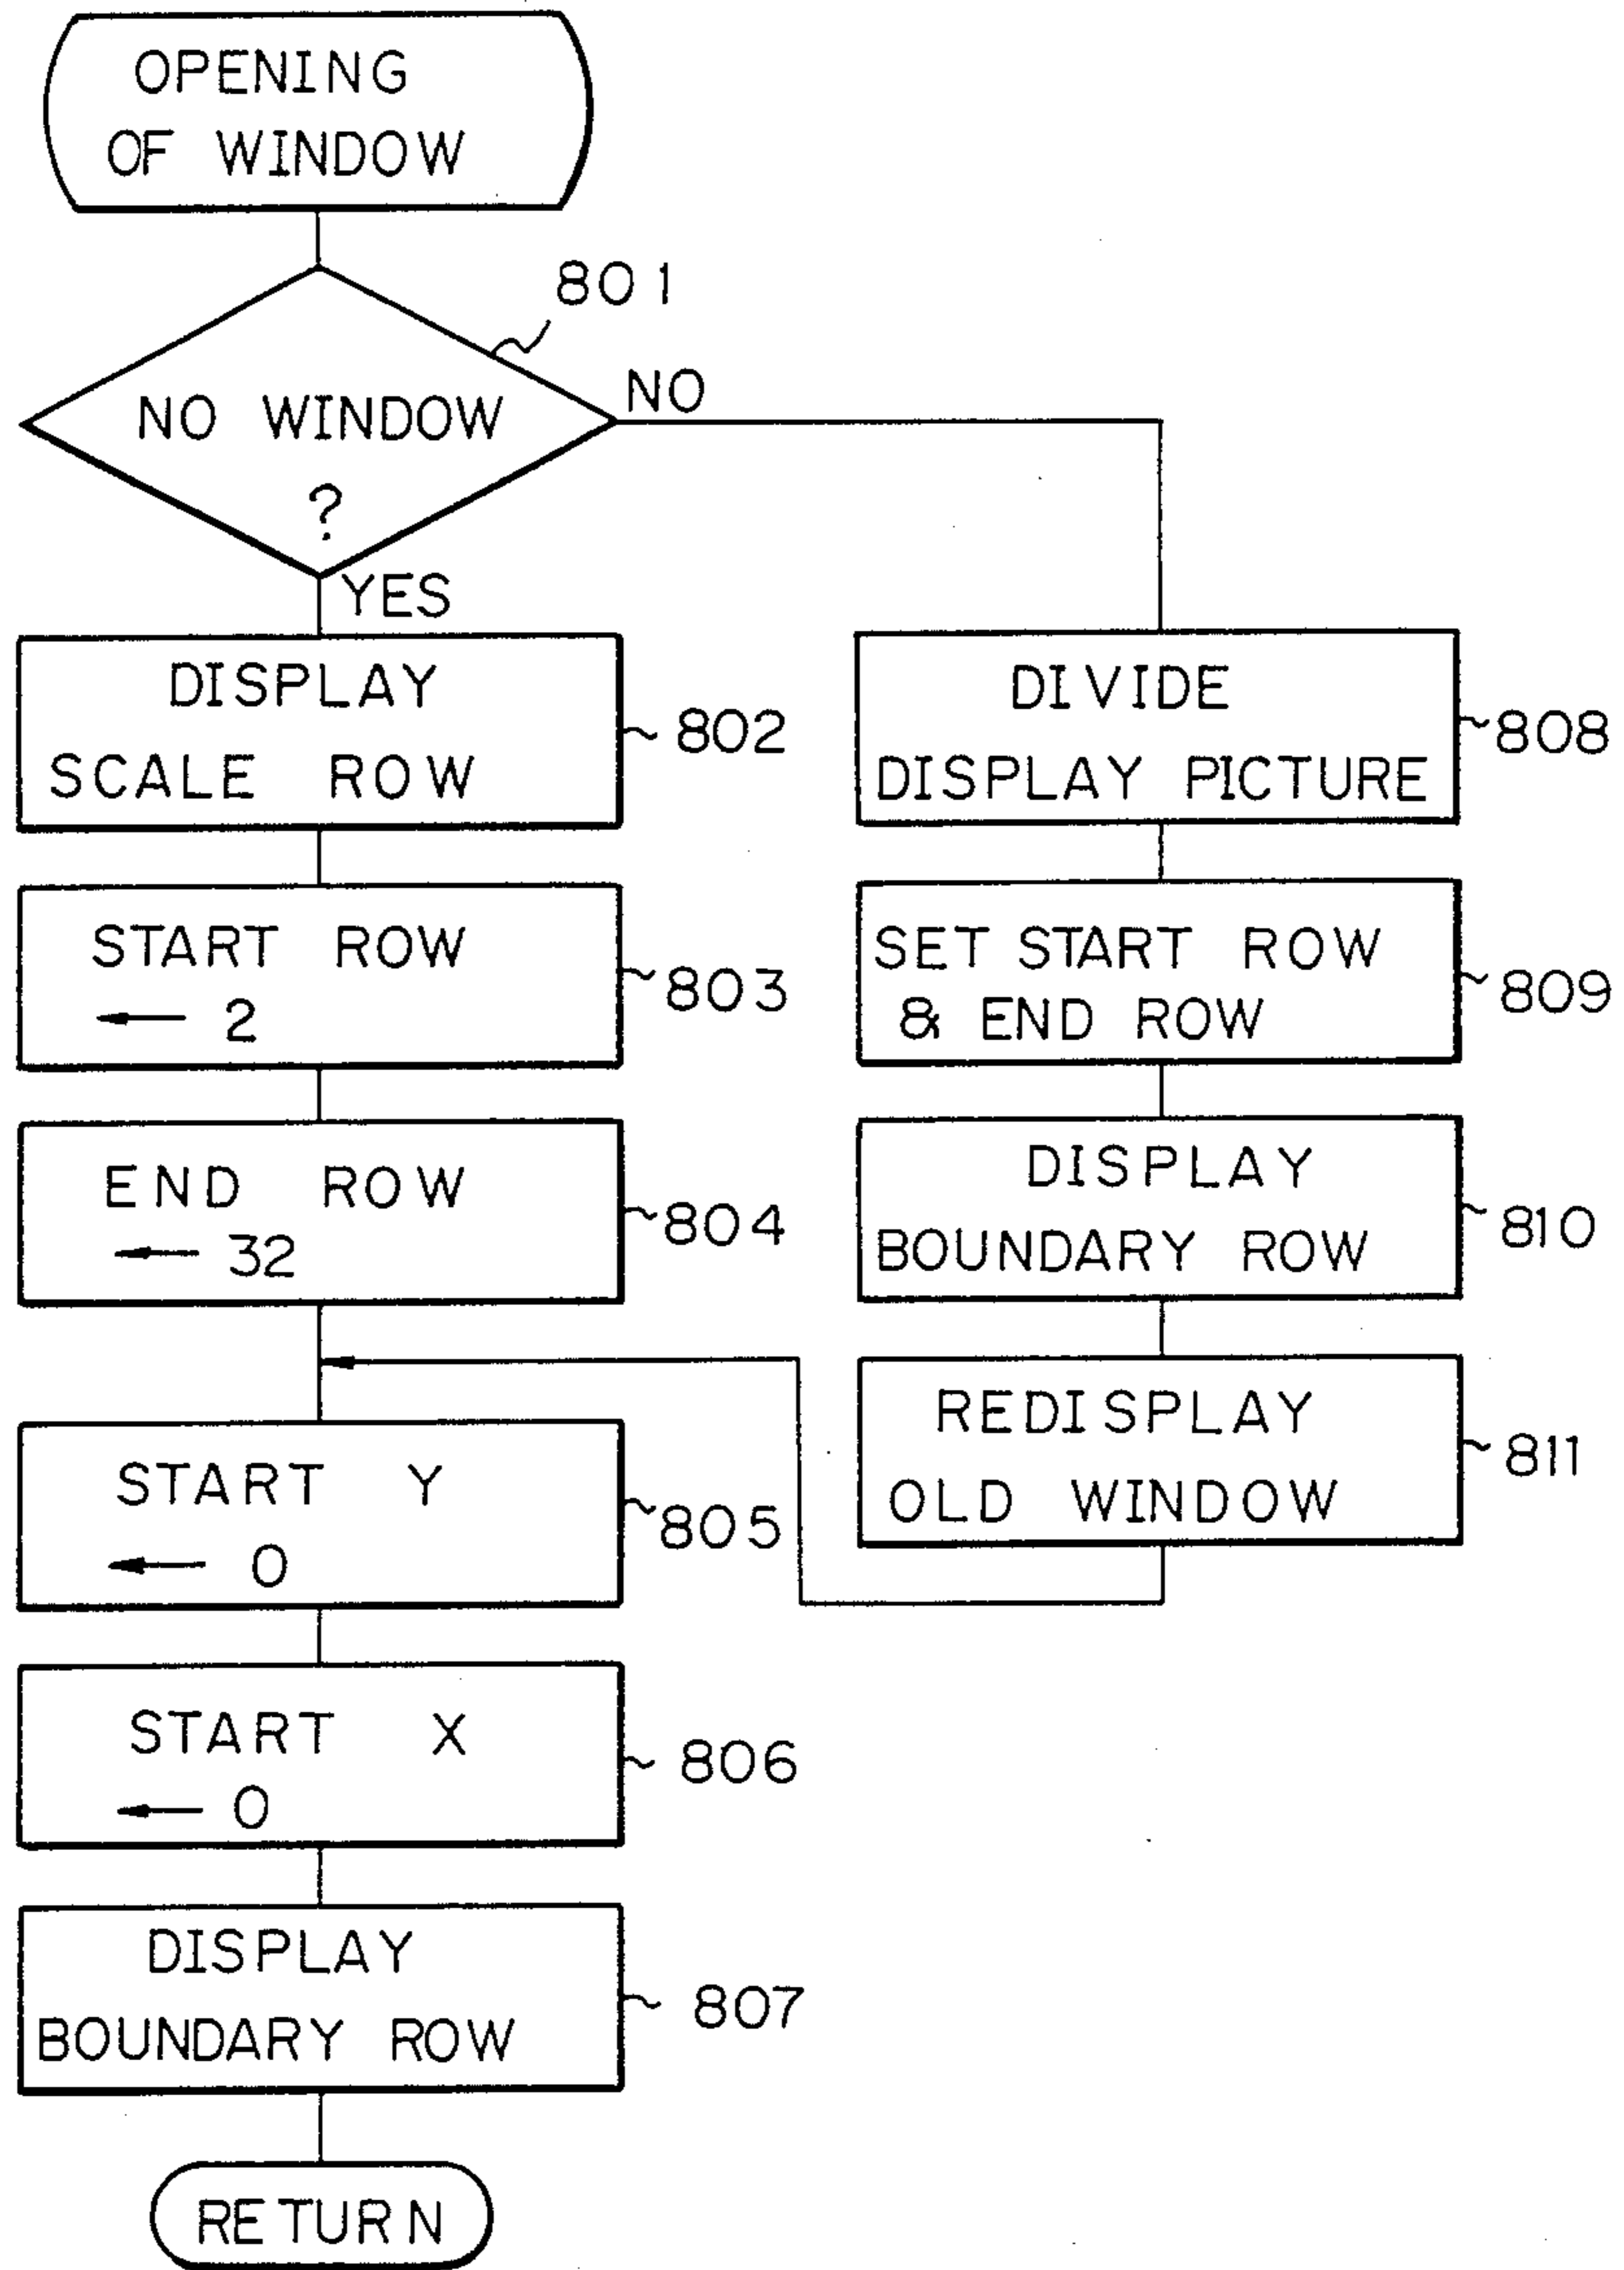 OPENING
OF WINDOW
801
NO WINDOW
?
NO
YES
DISPLAY
SCALE ROW
802
START ROW
← 2
803
END ROW
← 32
804
START Y
← 0
805
START X
← 0
806
DISPLAY
BOUNDARY ROW
807
RETURN
DIVIDE
DISPLAY PICTURE
808
SET START ROW
& END ROW
809
DISPLAY
BOUNDARY ROW
810
REDISPLAY
OLD WINDOW
811